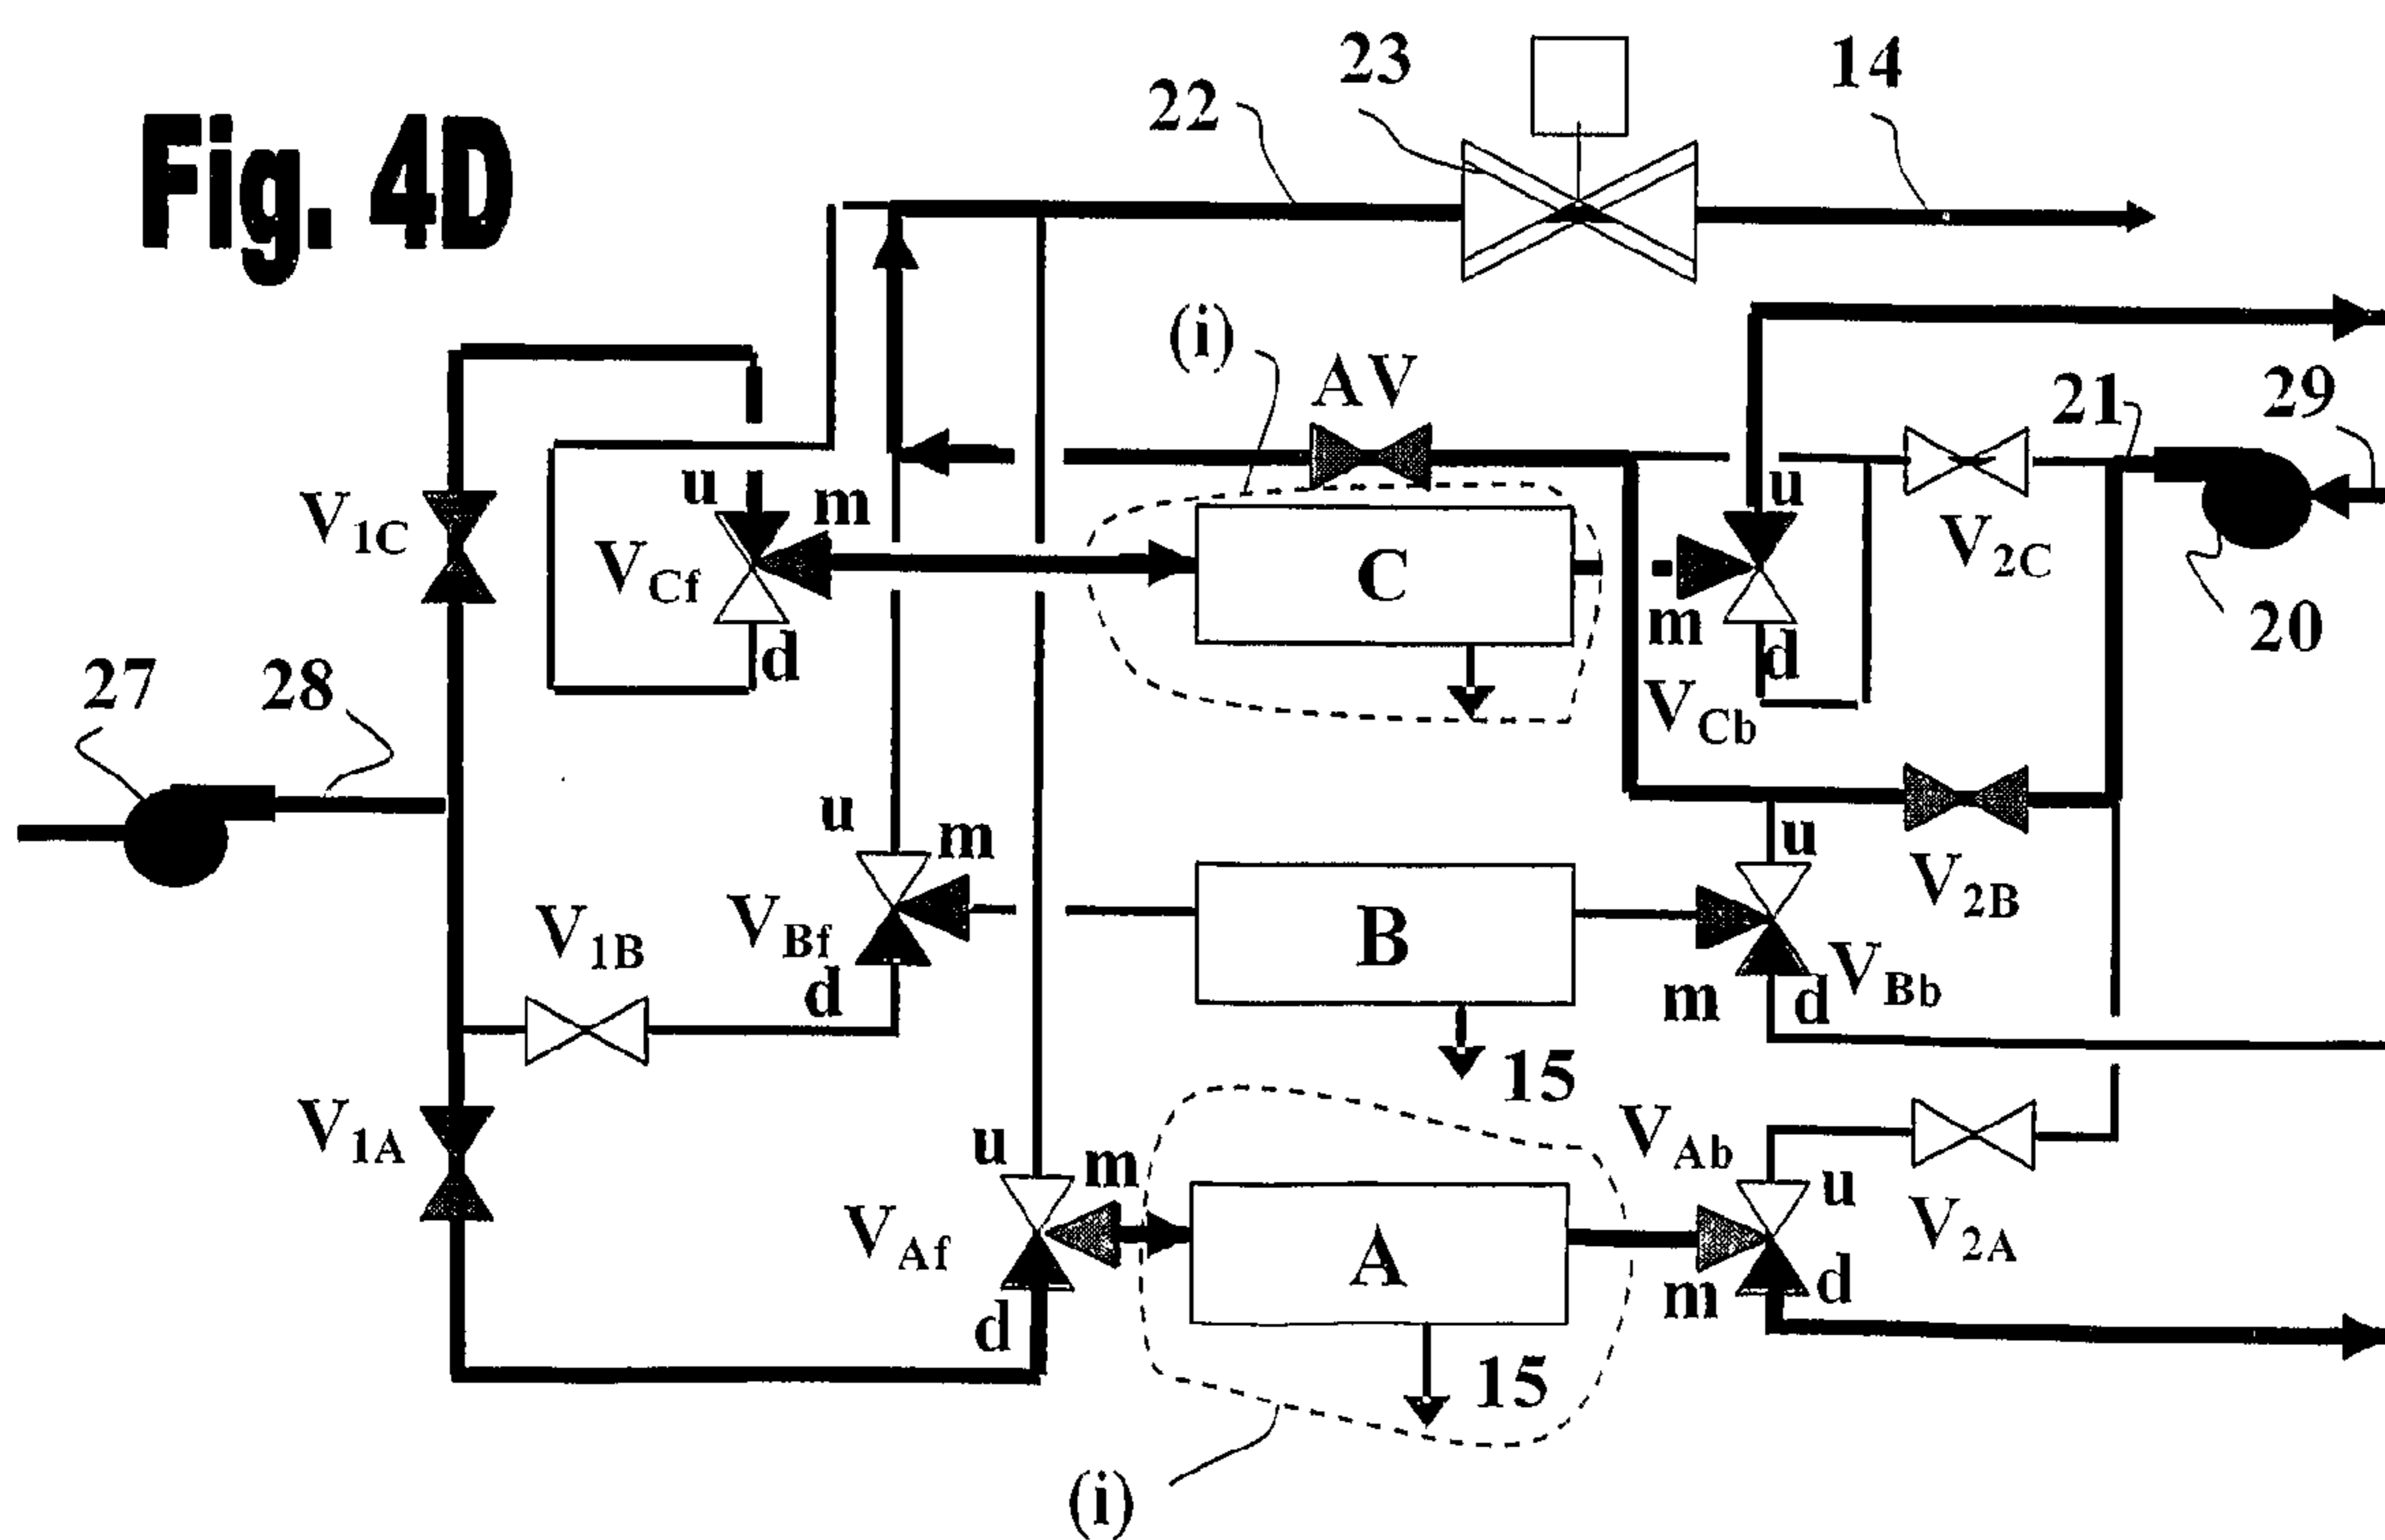 Fig. 4D
22
23
14
(i)
AV
21
29
u
m
u
V1C
VCf
C
V2C
d
m
d
20
VCb
27
28
u
m
u
V1B
VBf
B
V2B
d
m
d
VBb
15
V1A
u
m
VAb
u
VAf
A
V2A
d
m
d
15
(i)